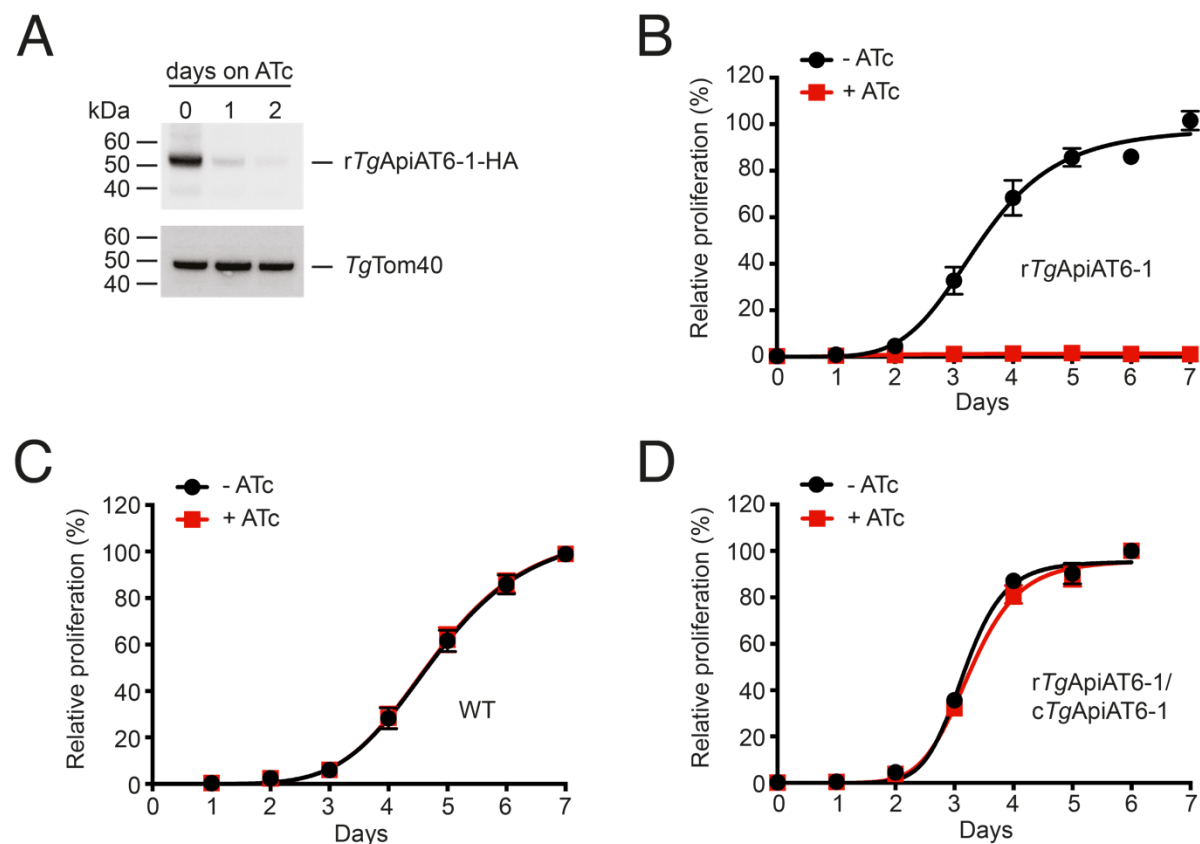 A
days on ATc
kDa 0 1 2
60
50
40
rTgApiAT6-1-HA
60
50
40
TgTom40
B
- ATc
+ ATc
Relative proliferation (%)
120
100
80
60
40
20
0
0 1 2 3 4 5 6 7
Days
rTgApiAT6-1
C
- ATc
+ ATc
Relative proliferation (%)
120
100
80
60
40
20
0
0 1 2 3 4 5 6 7
Days
WT
D
- ATc
+ ATc
Relative proliferation (%)
120
100
80
60
40
20
0
0 1 2 3 4 5 6 7
Days
rTgApiAT6-1/
cTgApiAT6-1